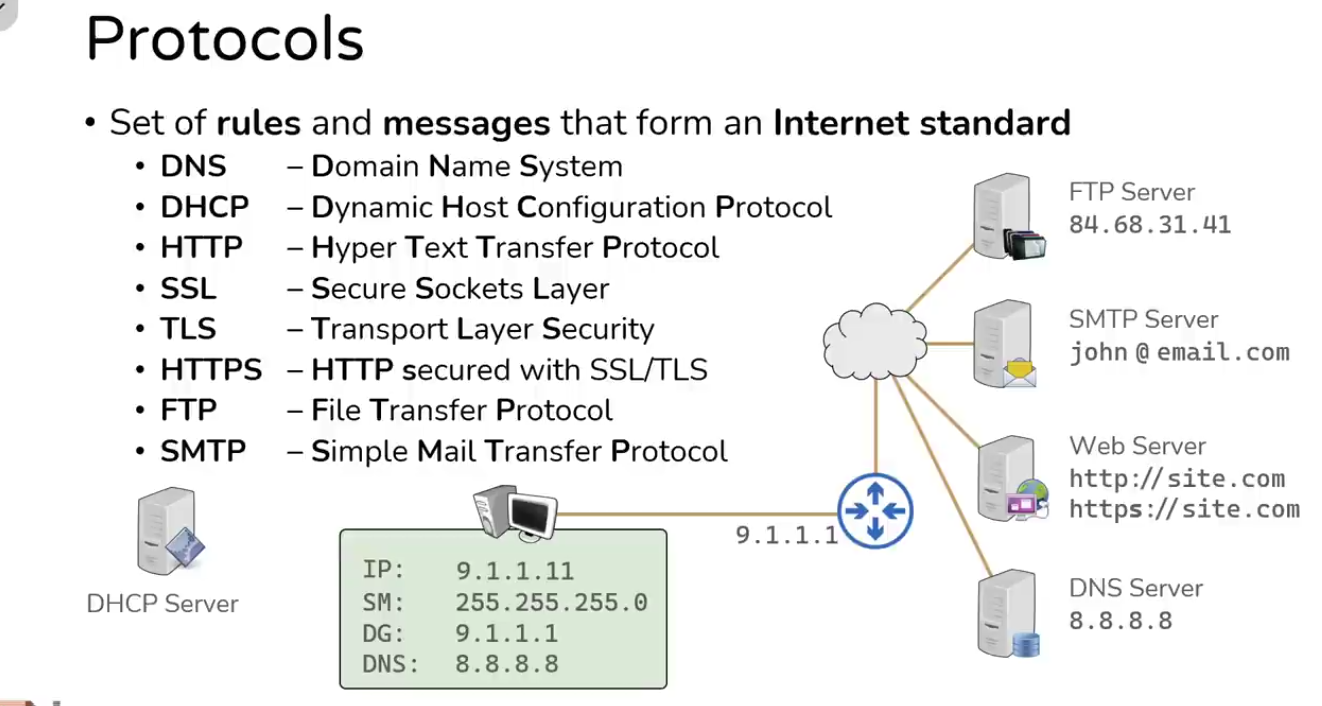 Protocols
• Set of rules and messages that form an Internet standard
• DNS – Domain Name System
• DHCP – Dynamic Host Configuration Protocol
• HTTP – Hyper Text Transfer Protocol
• SSL – Secure Sockets Layer
• TLS – Transport Layer Security
• HTTPS – HTTP secured with SSL/TLS
• FTP – File Transfer Protocol
• SMTP – Simple Mail Transfer Protocol
FTP Server
84.68.31.41
SMTP Server
john @ email.com
Web Server
http://site.com
https://site.com
DNS Server
8.8.8.8
9.1.1.1
DHCP Server
IP: 9.1.1.11
SM: 255.255.255.0
DG: 9.1.1.1
DNS: 8.8.8.8